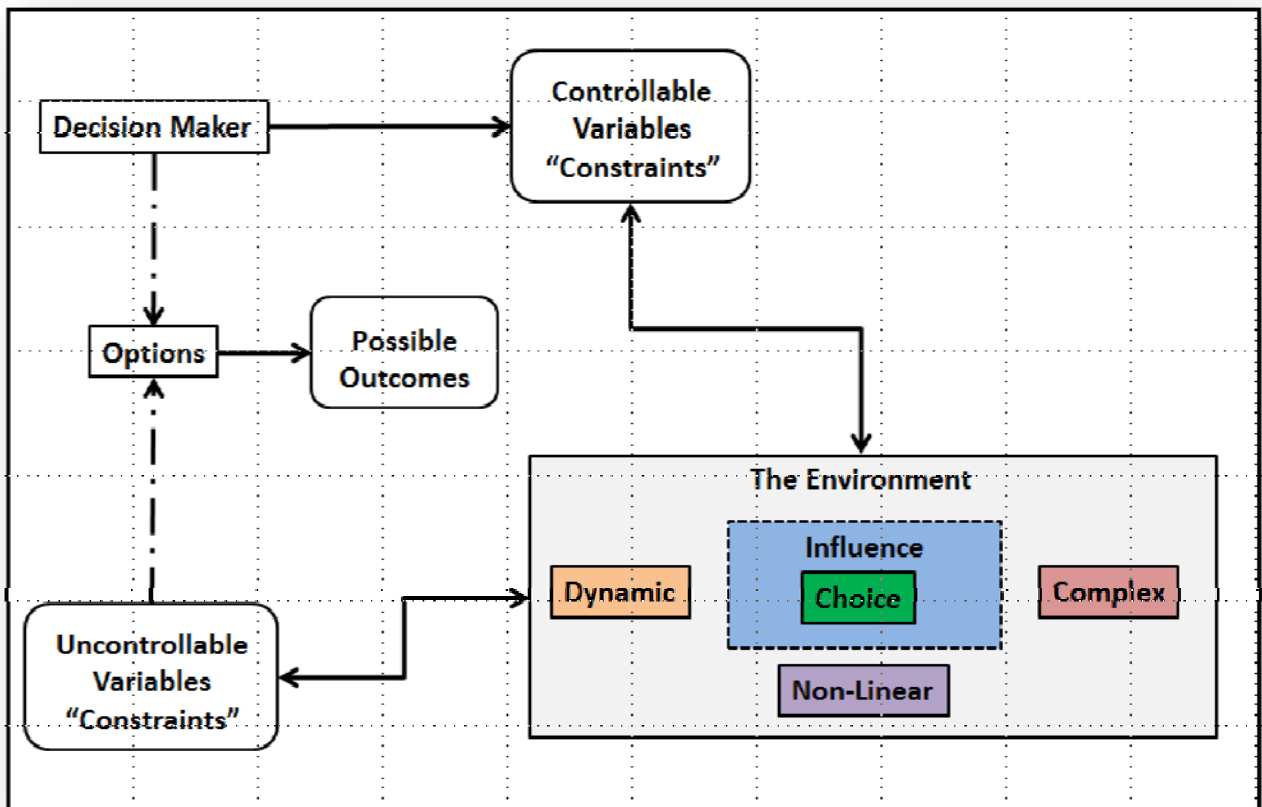 Controllable
Variables
“Constraints”
Decision Maker
Options
Possible
Outcomes
The Environment
Influence
Dynamic
Choice
Complex
Non-Linear
Uncontrollable
Variables
“Constraints”